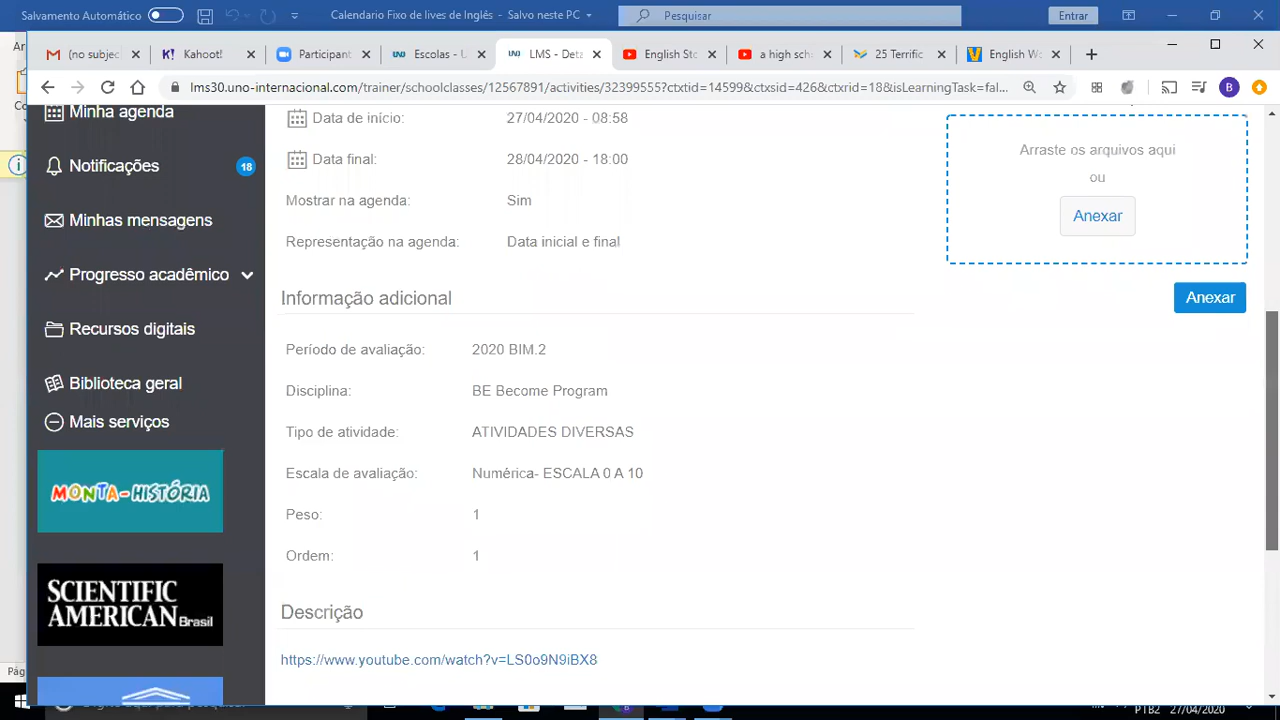 Salvamento Automático
Calendário Fixo de lives de Inglês - Salvo neste PC
Pesquisar
Entrar
(no subjec
Kahoot!
Participant
Escolas - U
LMS - Deta
English Sto
a high scho
25 Terrific
English Wo
lms30.uno-internacional.com/trainer/schoolclases/12567891/activities/32399555?ctxtid=14599&ctxsid=426&ctxrid=18&isLearningTask=fal...
B
Minha agenda
Notificações
18
Minhas mensagens
Progresso acadêmico
Recursos digitais
Biblioteca geral
Mais serviços
MONTA-HISTÓRIA
SCIENTIFIC
AMERICAN Brasil
Data de início: 27/04/2020 - 08:58
Data final: 28/04/2020 - 18:00
Mostrar na agenda: Sim
Representação na agenda: Data inicial e final
Informação adicional
Período de avaliação: 2020 BIM.2
Disciplina: BE Become Program
Tipo de atividade: ATIVIDADES DIVERSAS
Escala de avaliação: Numérica- ESCALA 0 A 10
Peso: 1
Ordem: 1
Descrição
https://www.youtube.com/watch?v=LS0o9N9iBX8
Arraste os arquivos aqui
ou
Anexar
Anexar
PTB2 27/04/2020